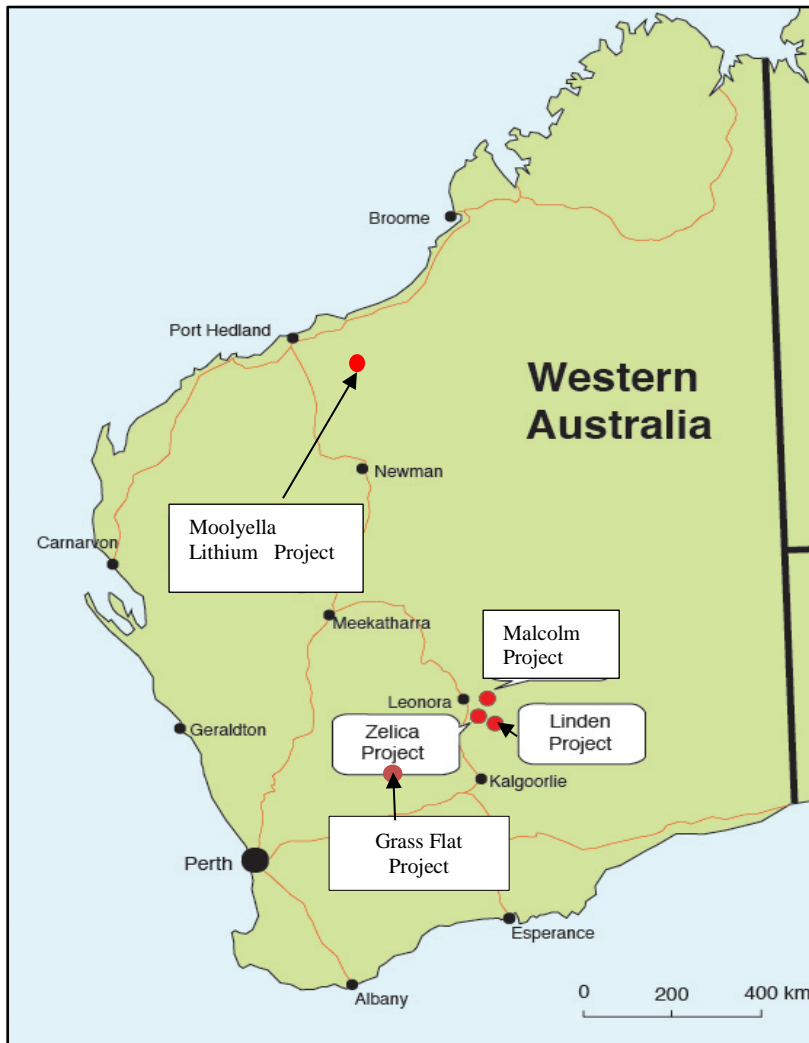 Broome
Port Hedland
Western
Australia
Newman
Moolyella
Lithium Project
Carnarvon
Meekatharra
Malcolm
Project
Leonora
Zelica
Project
Linden
Project
Geraldton
Kalgoorlie
Grass Flat
Project
Perth
Esperance
Albany
0 200 400 km